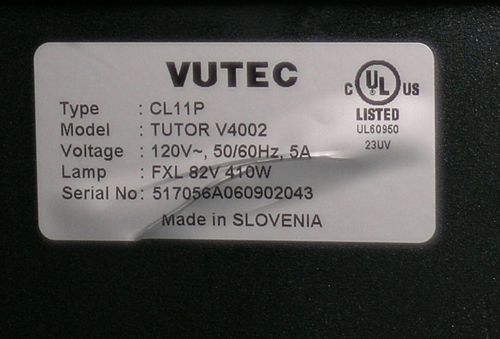 VUTEC
Type : CL11P
Model : TUTOR V4002
Voltage : 120V~, 50/60Hz, 5A
Lamp : FXL 82V 410W
Serial No: 517056A060902043
Made in SLOVENIA
C UL US
LISTED
UL60950
23UV